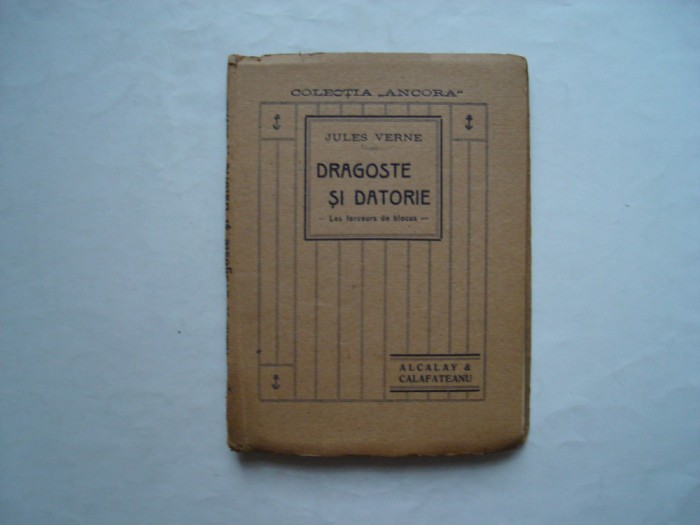 COLECȚIA „ANCORA"
JULES VERNE
DRAGOSTE
ȘI DATORIE
— Les forceurs de blocus —
ALCALAY &
CALAFATEANU